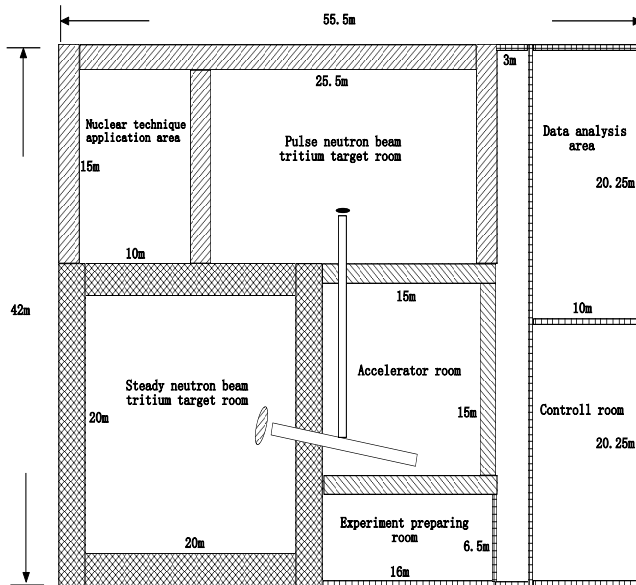 55.5m
3m
25.5m
Nuclear technique
application area
Pulse neutron beam
tritium target room
Data analysis
area
15m
20.25m
10m
42m
15m
10m
Accelerator room
Steady neutron beam
tritium target room
20m
15m
Controll room
20.25m
Experiment preparing
room
20m
6.5m
16m